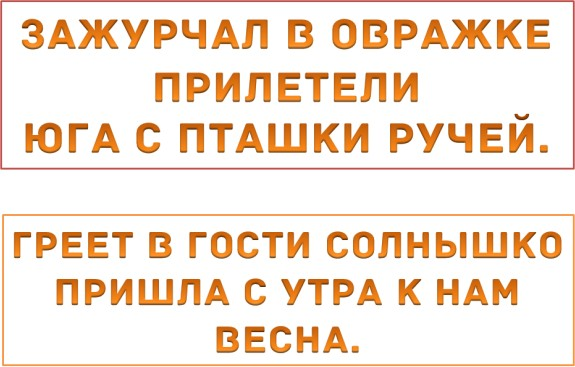 ЗАЖУРЧАЛ В ОВРАЖКЕ
ПРИЛЕТЕЛИ
ЮГА С ПТАШКИ РУЧЕЙ.
ГРЕЕТ В ГОСТИ СОЛНЫШКО
ПРИШЛА С УТРА К НАМ
ВЕСНА.